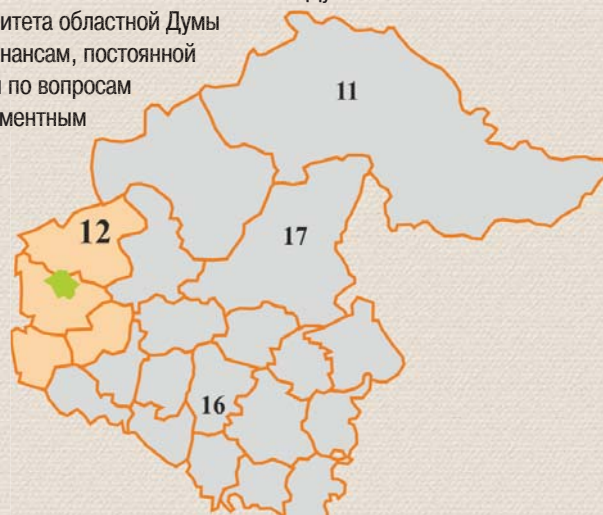 итета областной Думы
нансам, постоянной
и по вопросам
ментным
11
12
17
16